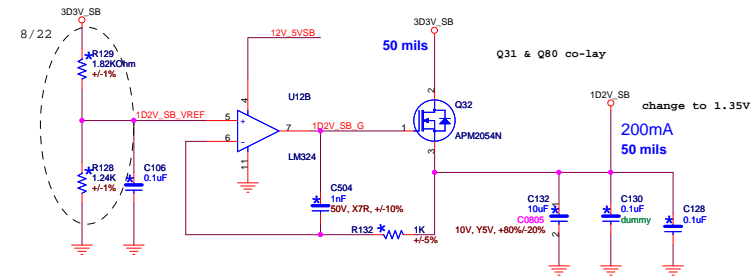 3D3V_SB
8/22
R129
1.82KOhm
+/-1%
12V_5VSB
3D3V_SB
50 mils
Q31 & Q80 co-lay
4
U12B
2
Q32
1D2V_SB
change to 1.35V
1D2V_SB_VREF
5
+
7
1D2V_SB_G
1
APM2054N
200mA
50 mils
6
-
3
11
LM324
R128
1.24K
+/-1%
C106
0.1uF
C504
1nF
50V, X7R, +/-10%
C132
10uF
C0805
10V, Y5V, +80%/-20%
1
2
C130
0.1uF
dummy
C128
0.1uF
R132
1K
+/-5%